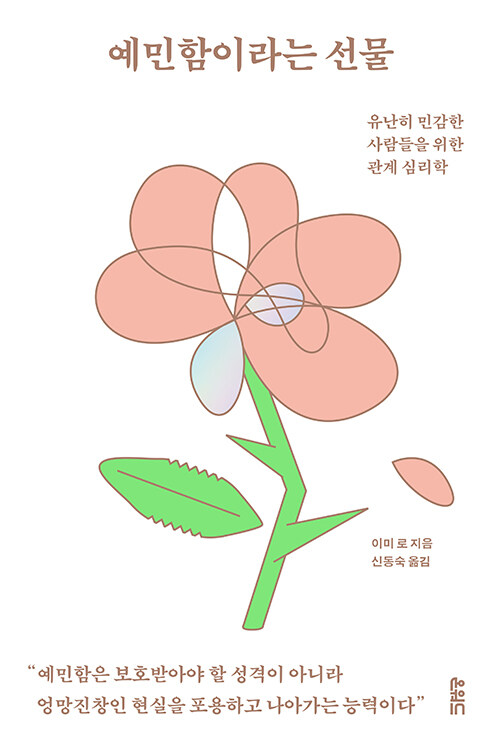 예민함이라는 선물
유난히 민감한
사람들을 위한
관계 심리학
이미 로 지음
신동숙 옮김
“예민함은 보호받아야 할 성격이 아니라
엉망진창인 현실을 포용하고 나아가는 능력이다”
온워드